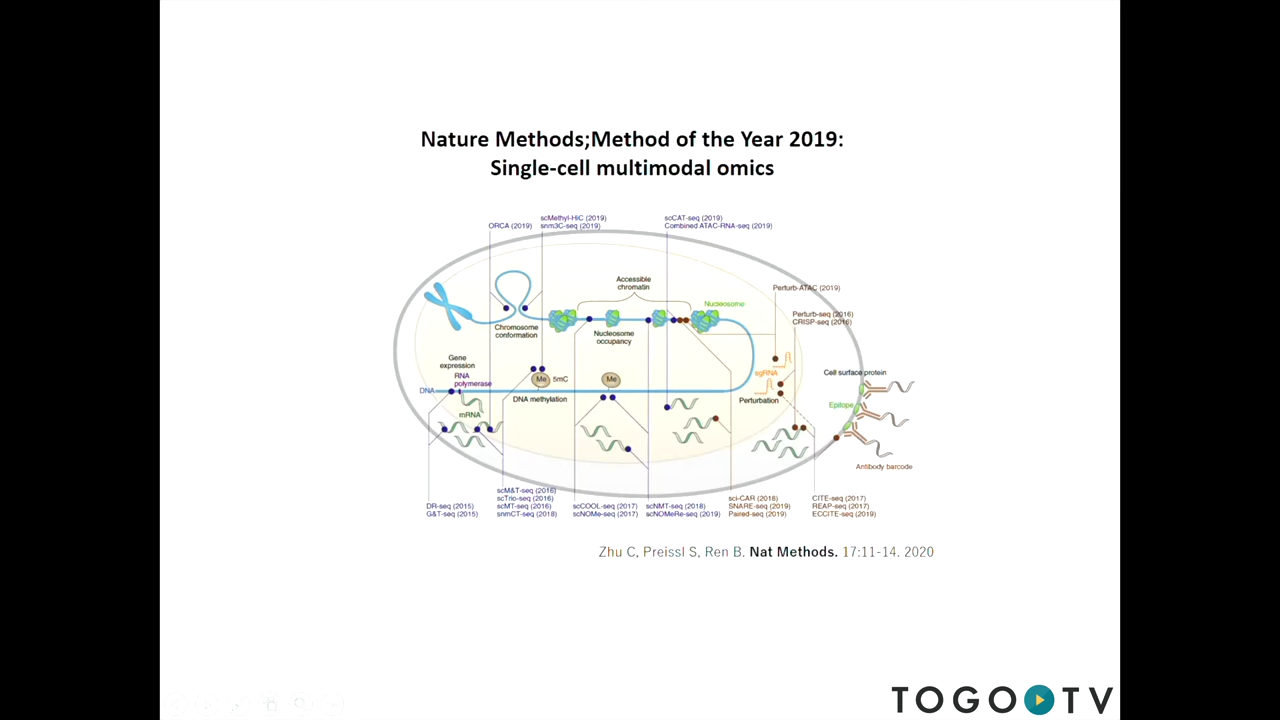 Nature Methods;Method of the Year 2019:
Single-cell multimodal omics
scMethyl-HiC (2019)
ORCA (2019)
snm3C-seq (2019)
scCAT-seq (2019)
Combined ATAC-RNA-seq (2019)
Accessible
chromatin
Perturb-ATAC (2019)
Nucleosome
Perturb-seq (2016)
CRISP-seq (2016)
Chromosome
conformation
Nucleosome
occupancy
Gene
expression
RNA
polymerase
DNA
Me
5mC
Me
sgRNA
Cell surface protein
DNA methylation
Perturbation
Epitope
mRNA
Antibody barcode
DR-seq (2015)
G&T-seq (2015)
scM&T-seq (2016)
scTrio-seq (2016)
scMT-seq (2016)
snmCT-seq (2018)
scCOOL-seq (2017)
scNOMe-seq (2017)
scNMT-seq (2018)
scNOMeRe-seq (2019)
sci-CAR (2018)
SNARE-seq (2019)
Paired-seq (2019)
CITE-seq (2017)
REAP-seq (2017)
ECCITE-seq (2019)
Zhu C, Preissl S, Ren B. Nat Methods. 17:11-14, 2020
TOGO TV